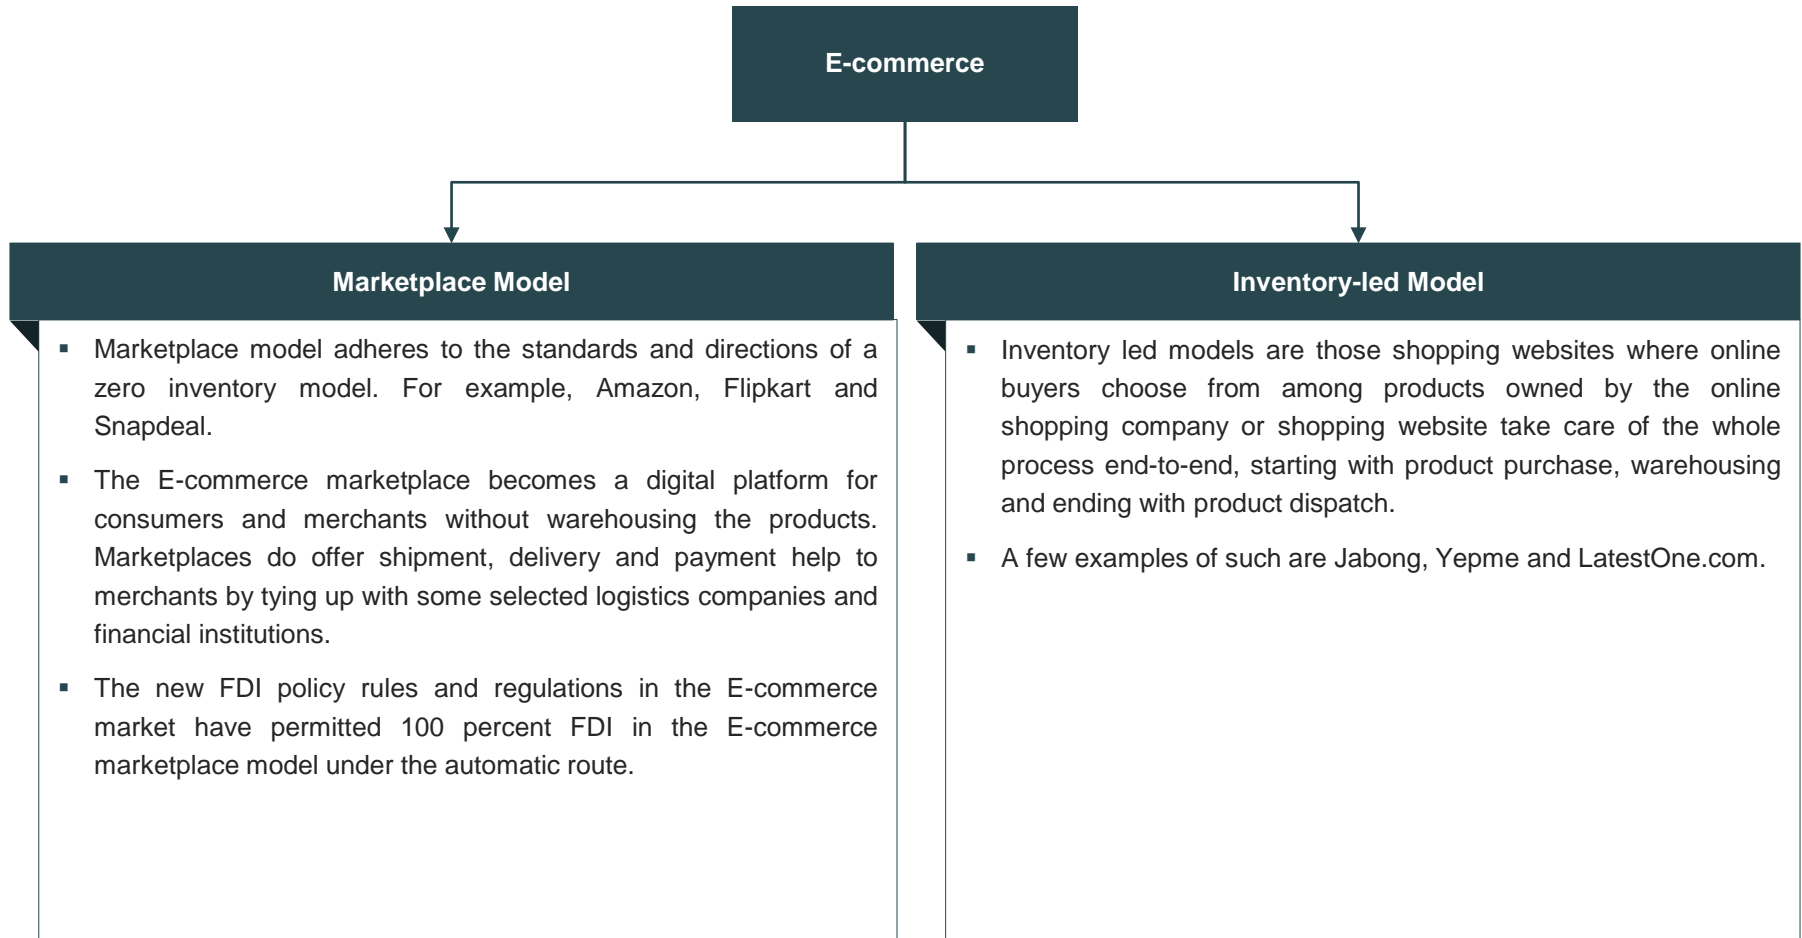 E-commerce
Marketplace Model
▪ Marketplace model adheres to the standards and directions of a
zero inventory model. For example, Amazon, Flipkart and
Snapdeal.
▪ The E-commerce marketplace becomes a digital platform for
consumers and merchants without warehousing the products.
Marketplaces do offer shipment, delivery and payment help to
merchants by tying up with some selected logistics companies and
financial institutions.
▪ The new FDI policy rules and regulations in the E-commerce
market have permitted 100 percent FDI in the E-commerce
marketplace model under the automatic route.
Inventory-led Model
▪ Inventory led models are those shopping websites where online
buyers choose from among products owned by the online
shopping company or shopping website take care of the whole
process end-to-end, starting with product purchase, warehousing
and ending with product dispatch.
▪ A few examples of such are Jabong, Yepme and LatestOne.com.